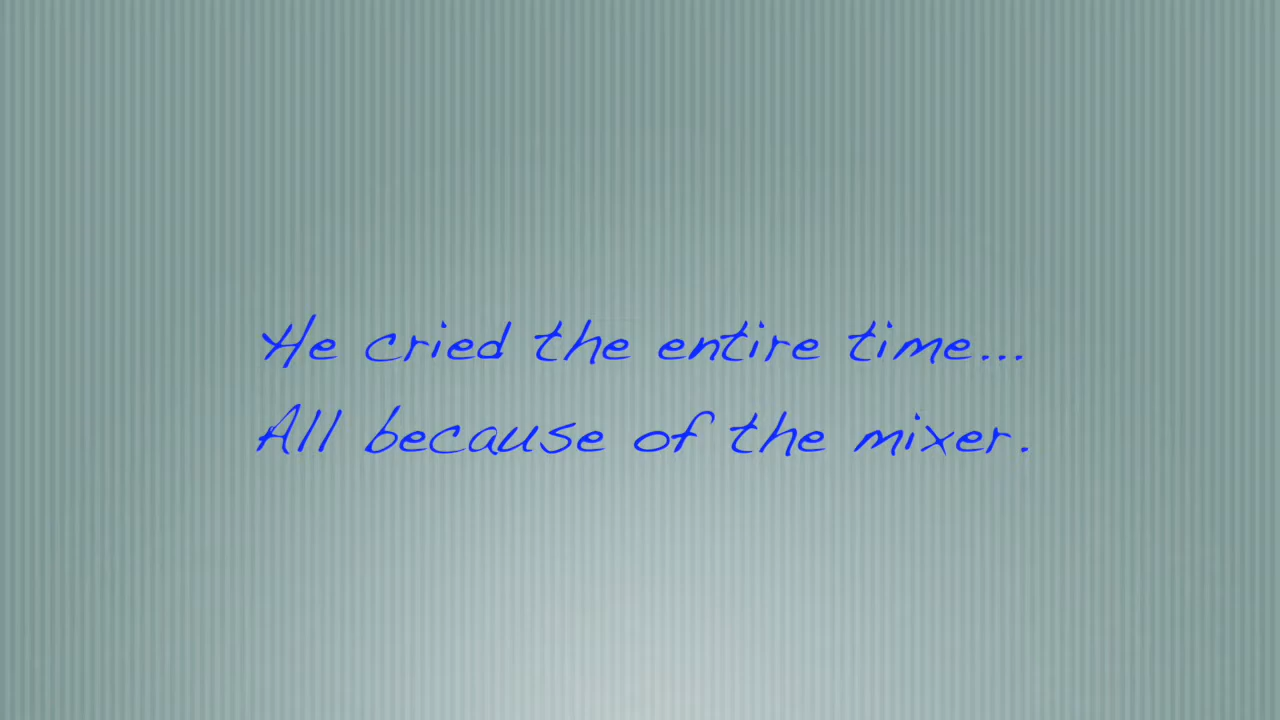 He cried the entire time...
All because of the mixer.